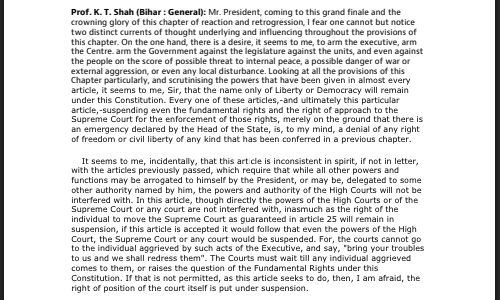 Prof. K. T. Shah (Bihar : General): Mr. President, coming to this grand finale and the
crowning glory of this chapter of reaction and retrogression, I fear one cannot but notice
two distinct currents of thought underlying and influencing throughout the provisions of
this chapter. On the one hand, there is a desire, it seems to me, to arm the executive, arm
the Centre. arm the Government against the legislature against the units, and even against
the people on the score of possible threat to internal peace, a possible danger of war or
external aggression, or even any local disturbance. Looking at all the provisions of this
Chapter particularly, and scrutinising the powers that have been given in almost every
article, it seems to me, Sir, that the name only of Liberty or Democracy will remain
under this Constitution. Every one of these articles,-and ultimately this particular
article,-suspending even the fundamental rights and the right of approach to the
Supreme Court for the enforcement of those rights, merely on the ground that there is
an emergency declared by the Head of the State, is, to my mind, a denial of any right
of freedom or civil liberty of any kind that has been conferred in a previous chapter.
It seems to me, incidentally, that this article is inconsistent in spirit, if not in letter,
with the articles previously passed, which require that while all other powers and
functions may be arrogated to himself by the President, or may be, delegated to some
other authority named by him, the powers and authority of the High Courts will not be
interfered with. In this article, though directly the powers of the High Courts or of the
Supreme Court or any court are not interfered with, inasmuch as the right of the
individual to move the Supreme Court as guaranteed in article 25 will remain in
suspension, if this article is accepted it would follow that even the powers of the High
Court, the Supreme Court or any court would be suspended. For, the courts cannot go
to the individual aggrieved by such acts of the Executive, and say, "bring your troubles
to us and we shall redress them". The Courts must wait till any individual aggrieved
comes to them, or raises the question of the Fundamental Rights under this
Constitution. If that is not permitted, as this article seeks to do, then, I am afraid, the
right of position of the court itself is put under suspension.